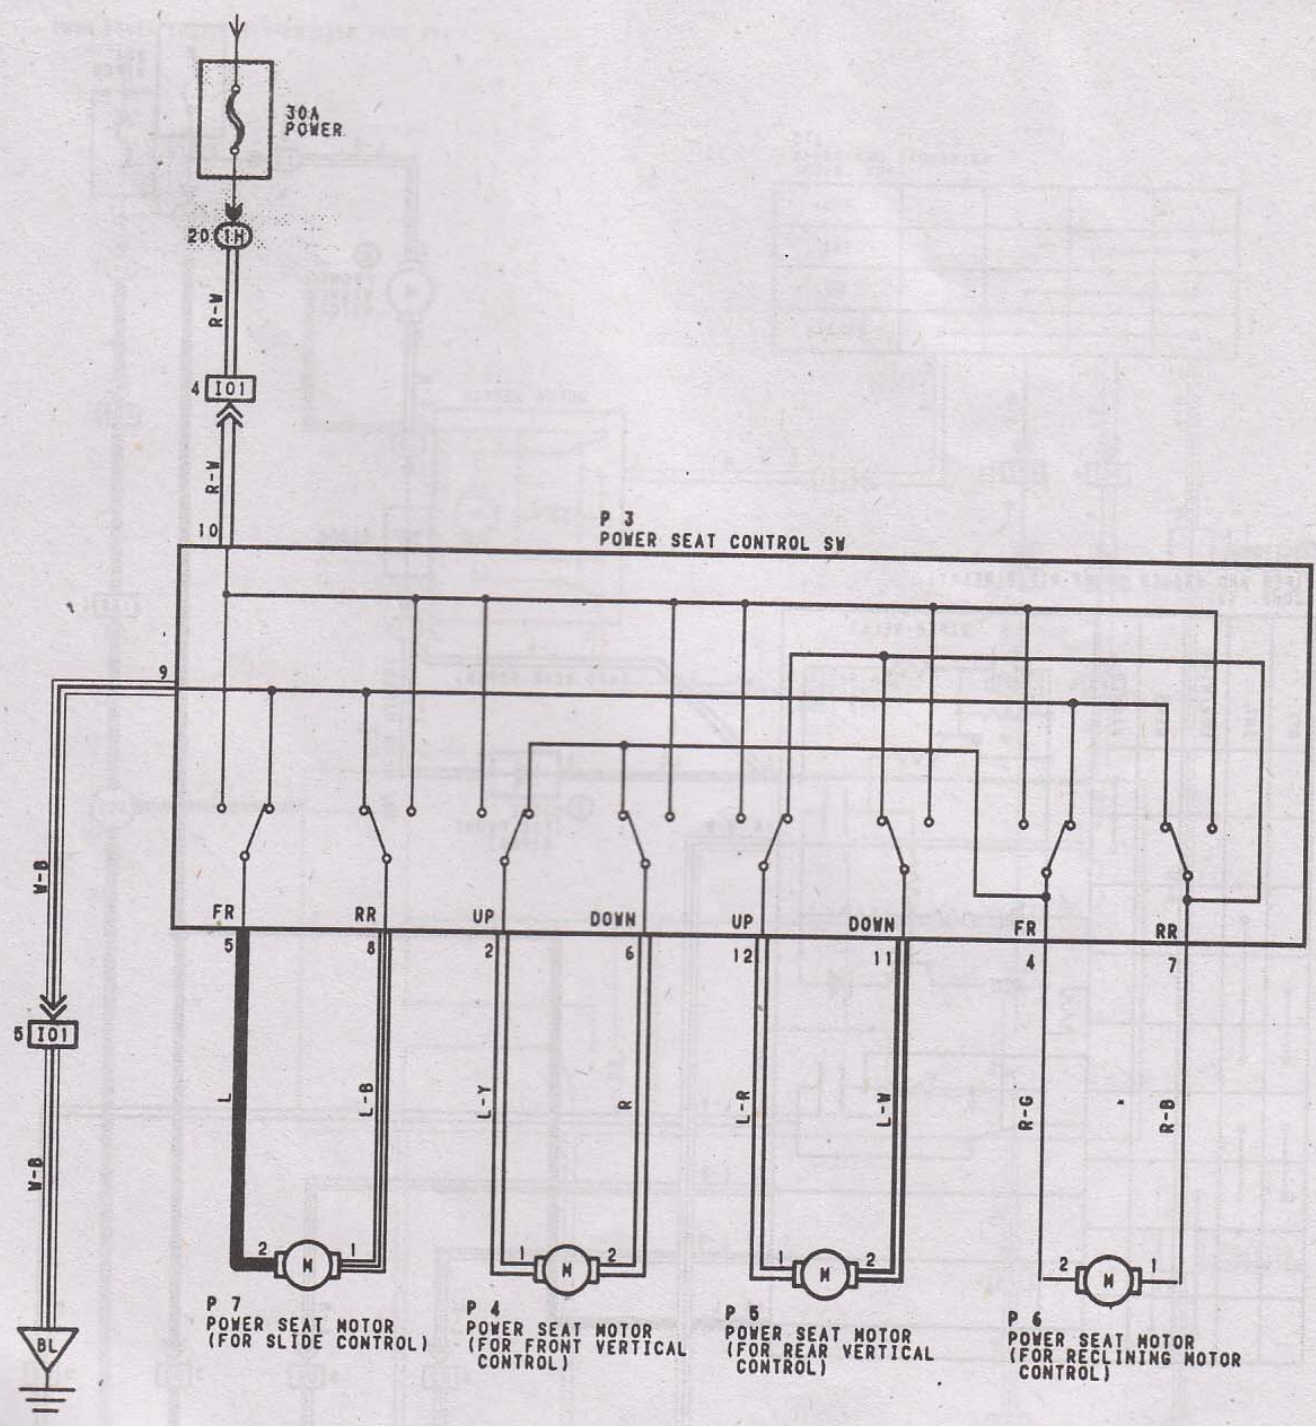 30A
POWER
20 1H
R-W
4 IO1
R-W
10
P 3
POWER SEAT CONTROL SW
9
W-B
FR RR UP DOWN UP DOWN FR RR
5 8 2 6 12 11 4 7
5 IO1
L L-B L-Y R L-R L-W R-G R-B
W-B
2 M 1 1 M 2 1 M 2 2 M 1
BL
P 7
POWER SEAT MOTOR
(FOR SLIDE CONTROL)
P 4
POWER SEAT MOTOR
(FOR FRONT VERTICAL
CONTROL)
P 5
POWER SEAT MOTOR
(FOR REAR VERTICAL
CONTROL)
P 6
POWER SEAT MOTOR
(FOR RECLINING MOTOR
CONTROL)